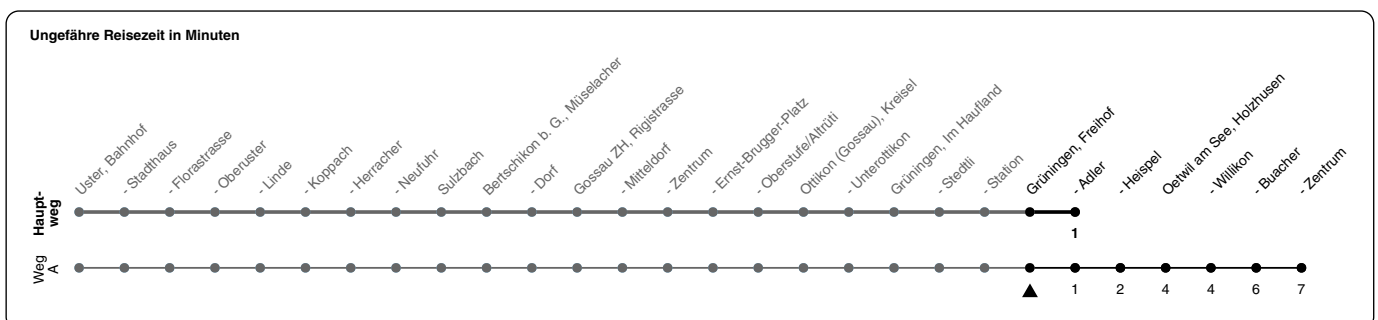 Ungefähre Reisezeit in Minuten
Uster, Bahnhof
- Stadthaus
- Florastrasse
- Oberuster
- Linde
- Koppach
- Herracher
- Neufuhr
Sulzbach
Bertschikon b. G., Müselacher
- Dorf
Gossau ZH, Rigistrasse
- Mitteldorf
- Zentrum
- Ernst-Brugger-Platz
- Oberstufe/Altrüti
Ottikon (Gossau), Kreisel
- Unterottikon
Grüningen, Im Haufland
- Stedtli
- Station
Grüningen, Freihof
- Adler
- Heispel
Oetwil am See, Holzhusen
- Willikon
- Buacher
- Zentrum
Haupt-
weg
1
Weg
A
1 2 4 4 6 7